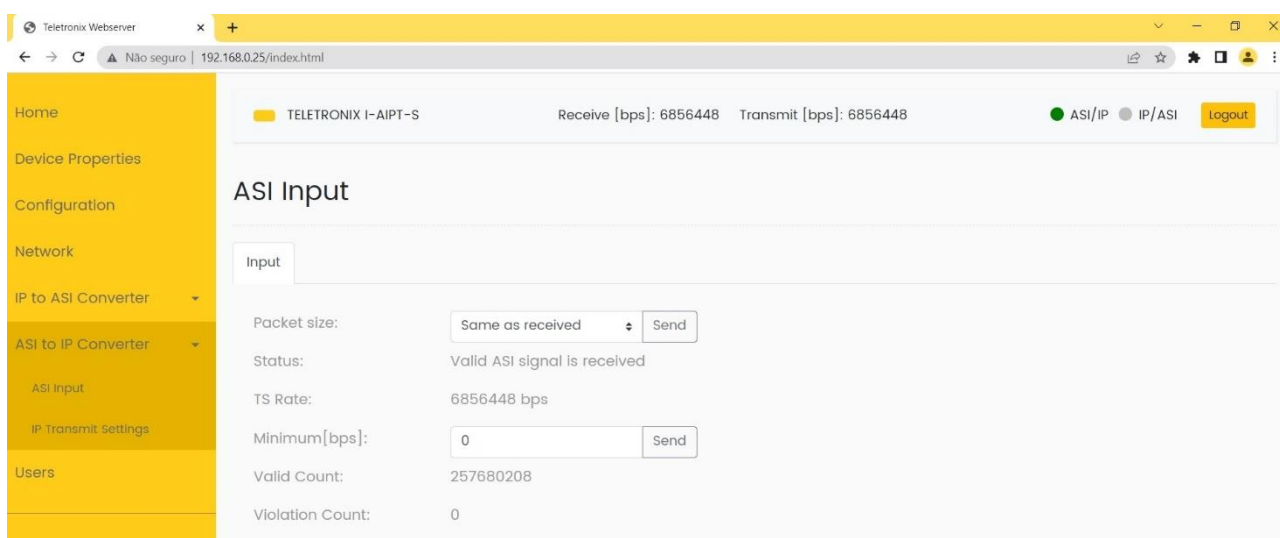 Teletronix Webserver
Não seguro | 192.168.0.25/index.html
Home
Device Properties
Configuration
Network
IP to ASI Converter
ASI to IP Converter
ASI Input
IP Transmit Settings
Users
TELETRONIX I-AIPT-S Receive [bps]: 6856448 Transmit [bps]: 6856448 ASI/IP IP/ASI Logout
ASI Input
Input
Packet size: Same as received Send
Status: Valid ASI signal is received
TS Rate: 6856448 bps
Minimum[bps]: 0 Send
Valid Count: 257680208
Violation Count: 0